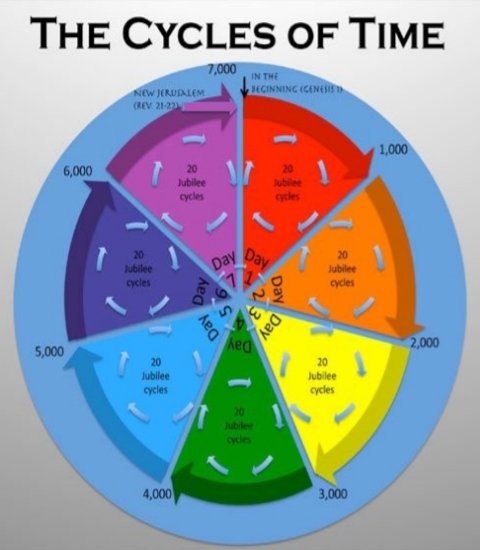 THE CYCLES OF TIME
7,000
IN THE
BEGINNING (GENESIS 1)
NEW JERUSALEM
(REV. 21-22)
1,000
6,000
20
Jubilee
cycles
20
Jubilee
cycles
20
Jubilee
cycles
20
Jubilee
cycles
Day 1
Day 2
Day 3
Day 4
Day 5
Day 6
Day 7
2,000
5,000
20
Jubilee
cycles
20
Jubilee
cycles
20
Jubilee
cycles
4,000
3,000